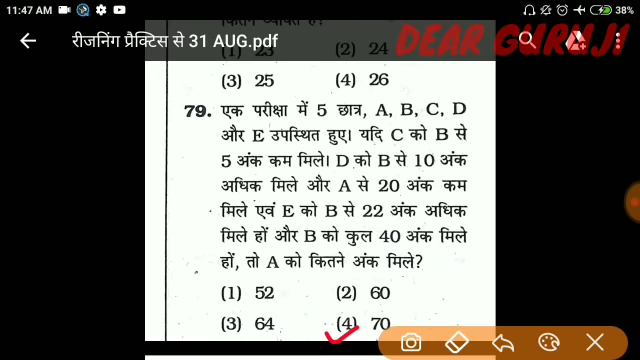 11:47 AM
38%
रीजनिंग प्रैक्टिस से 31 AUG.pdf
DEAR GURUJI
(1) 23 (2) 24
(3) 25 (4) 26
79. एक परीक्षा में 5 छात्र, A, B, C, D
और E उपस्थित हुए। यदि C को B से
5 अंक कम मिले। D को B से 10 अंक
अधिक मिले और A से 20 अंक कम
मिले एवं E को B से 22 अंक अधिक
मिले हों और B को कुल 40 अंक मिले
हों, तो A को कितने अंक मिले?
(1) 52 (2) 60
(3) 64 (4) 70